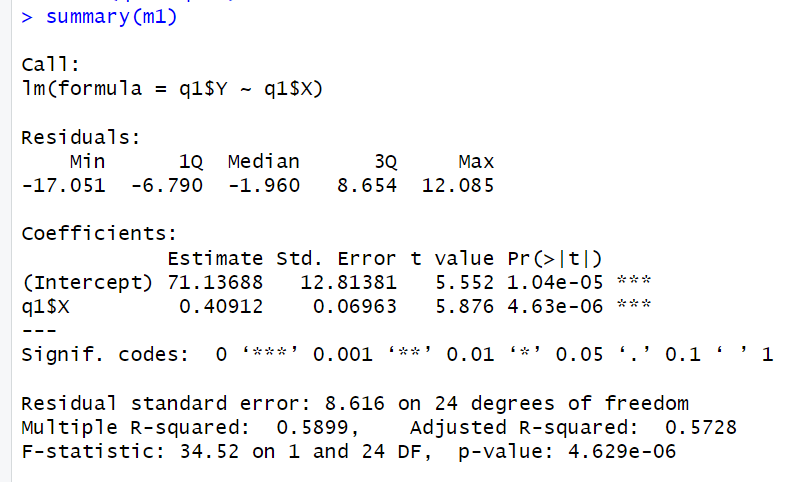 > summary(m1)
Call:
lm(formula = q1$Y ~ q1$X)
Residuals:
    Min      1Q  Median      3Q     Max
-17.051  -6.790  -1.960   8.654  12.085
Coefficients:
            Estimate Std. Error t value Pr(>|t|)
(Intercept) 71.13688   12.81381   5.552 1.04e-05 ***
q1$X         0.40912    0.06963   5.876 4.63e-06 ***
---
Signif. codes:  0 ‘***’ 0.001 ‘**’ 0.01 ‘*’ 0.05 ‘.’ 0.1 ‘ ’ 1
Residual standard error: 8.616 on 24 degrees of freedom
Multiple R-squared:  0.5899,    Adjusted R-squared:  0.5728
F-statistic: 34.52 on 1 and 24 DF,  p-value: 4.629e-06